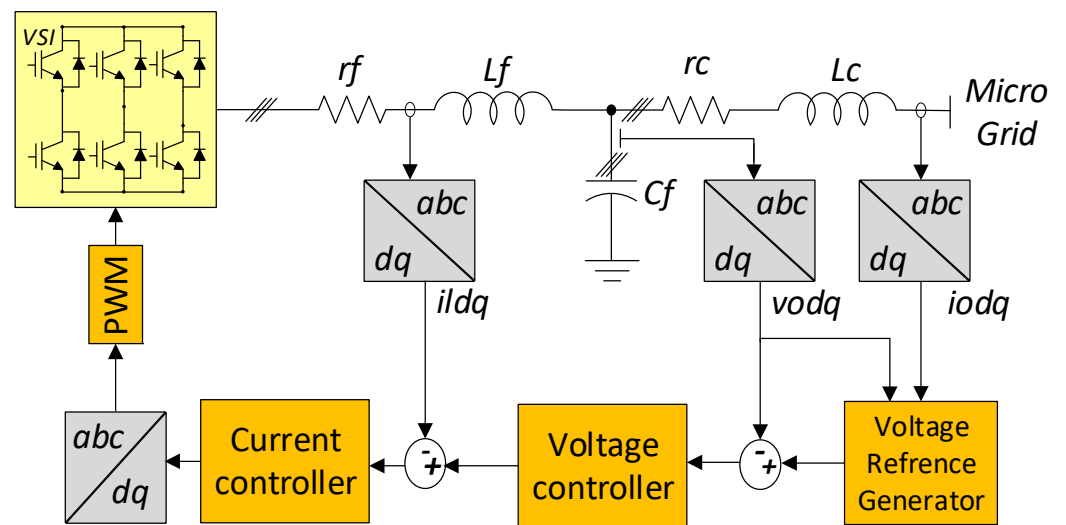 VSI
rf
Lf
rc
Lc
Micro
Grid
Cf
abc
dq
abc
dq
abc
dq
ildq
vodq
iodq
PWM
abc
dq
Current
controller
-
+
Voltage
controller
-
+
Voltage
Refrence
Generator